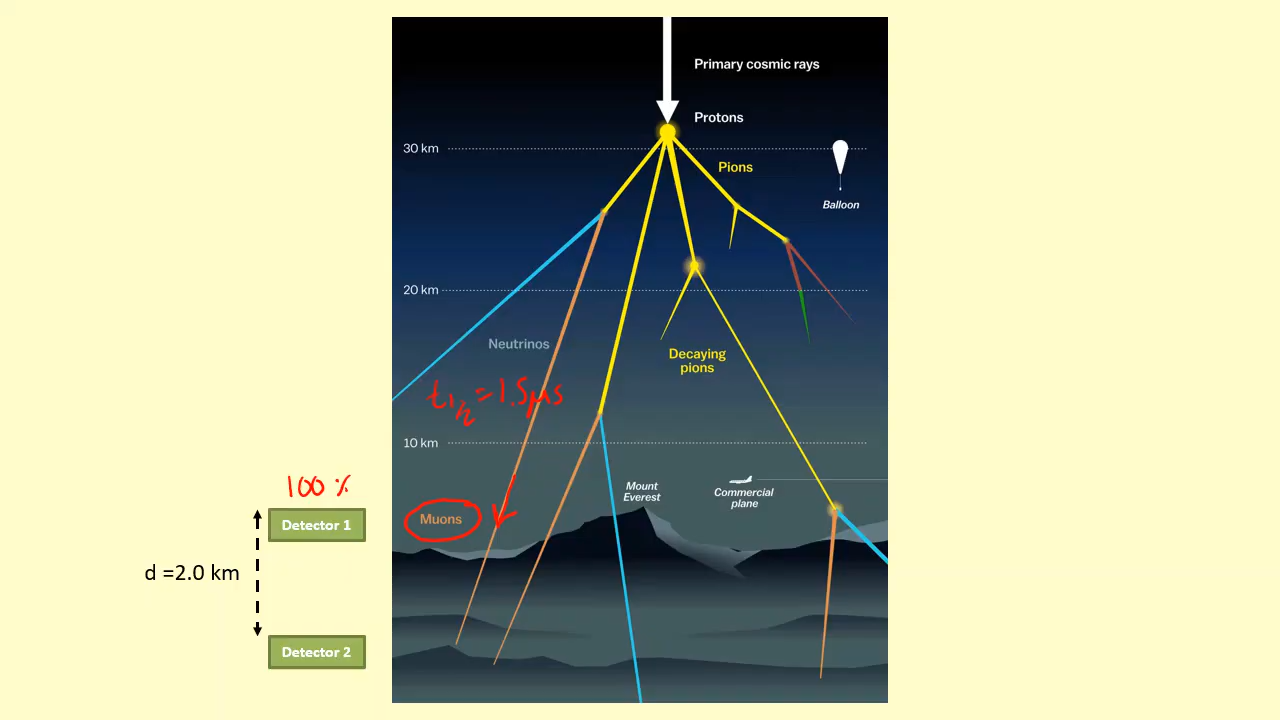 Primary cosmic rays
Protons
30 km
Pions
Balloon
20 km
Neutrinos
Decaying
pions
t1/2 = 1.5μs
10 km
100 %
Mount
Everest
Commercial
plane
Muons
Detector 1
d =2.0 km
Detector 2